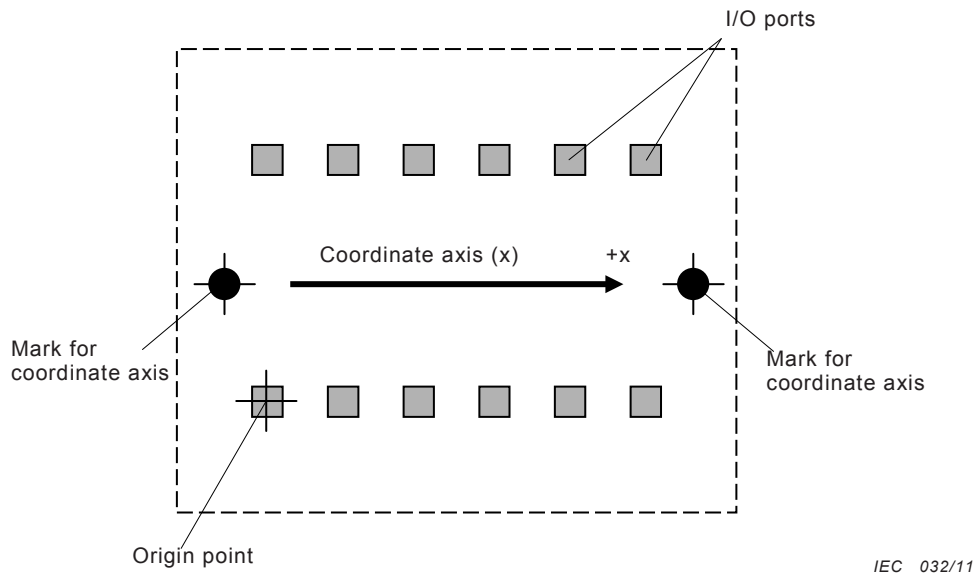 I/O ports
Coordinate axis (x)
+x
Mark for
coordinate axis
Mark for
coordinate axis
Origin point
IEC 032/11